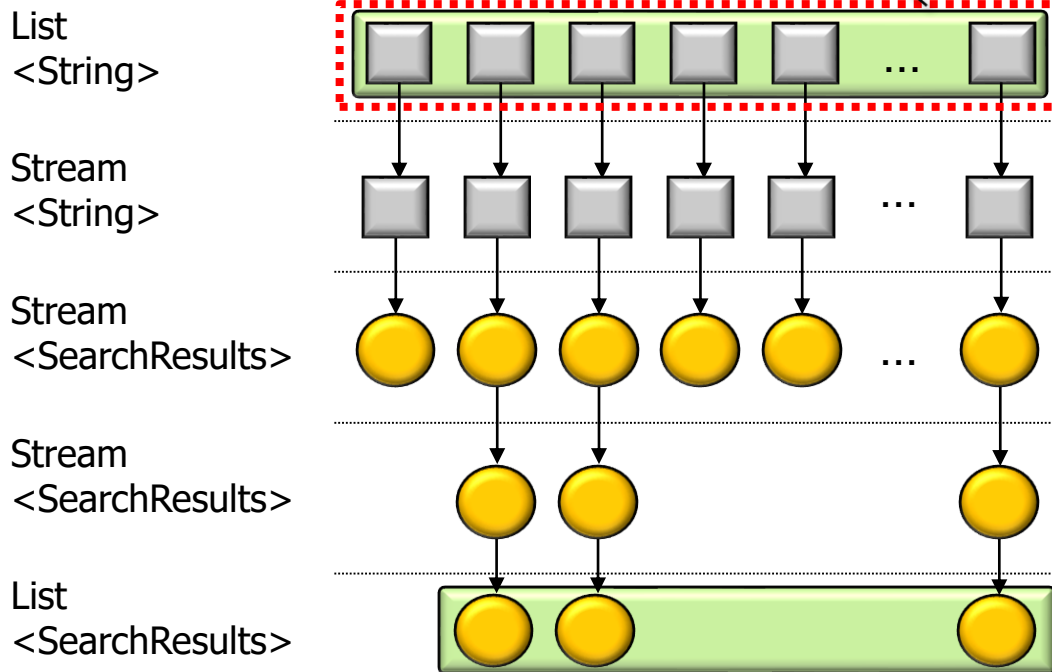 List
<String>
...
Stream
<String>
...
Stream
<SearchResults>
...
Stream
<SearchResults>
List
<SearchResults>